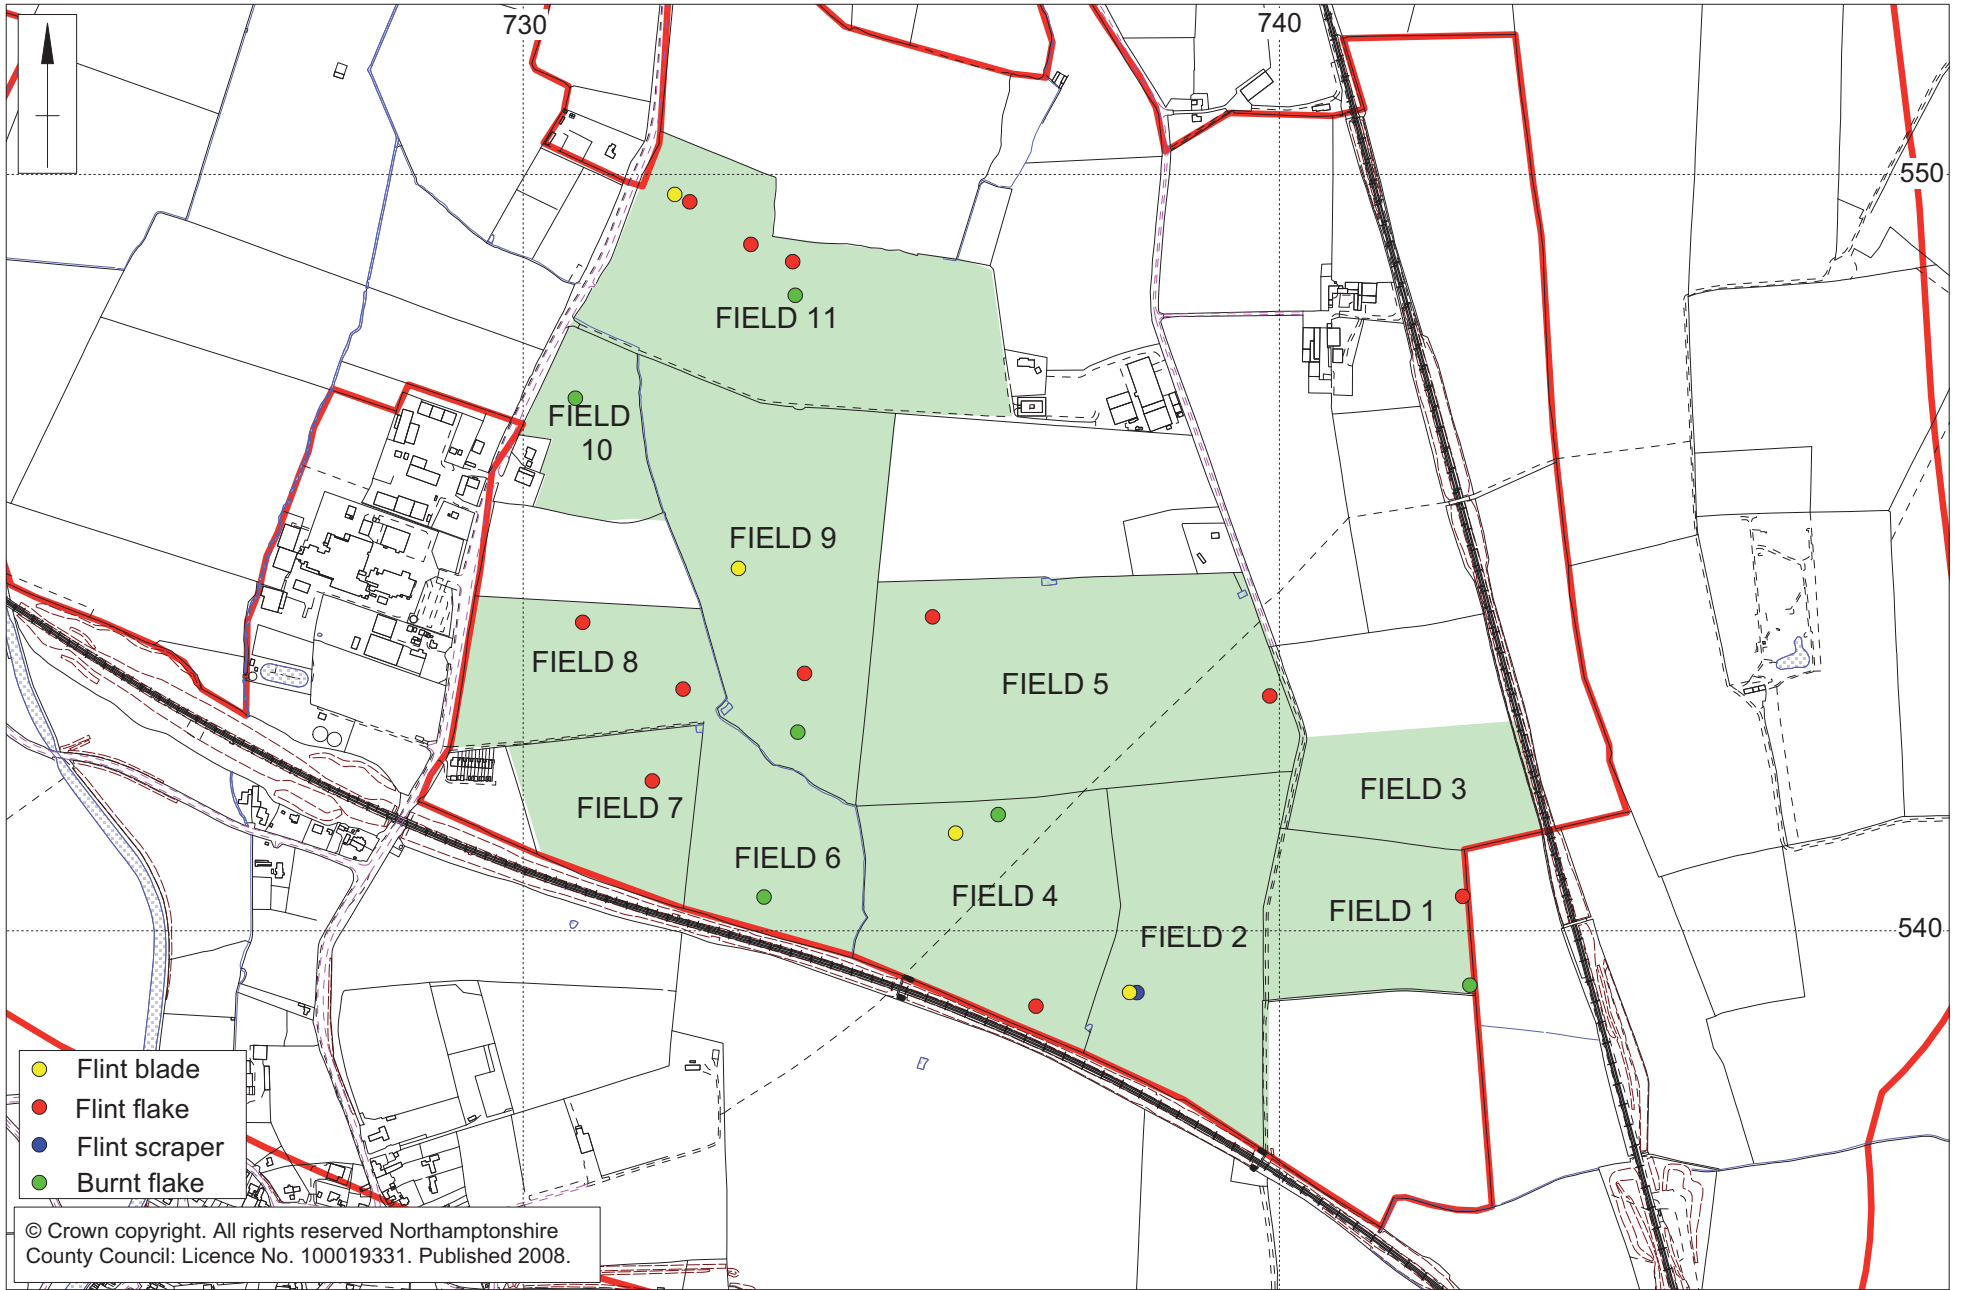 730
740
550
FIELD 11
FIELD
10
FIELD 9
FIELD 8
FIELD 5
FIELD 3
FIELD 7
FIELD 6
FIELD 4
FIELD 1
FIELD 2
540
Flint blade
Flint flake
Flint scraper
Burnt flake
© Crown copyright. All rights reserved Northamptonshire
County Council: Licence No. 100019331. Published 2008.